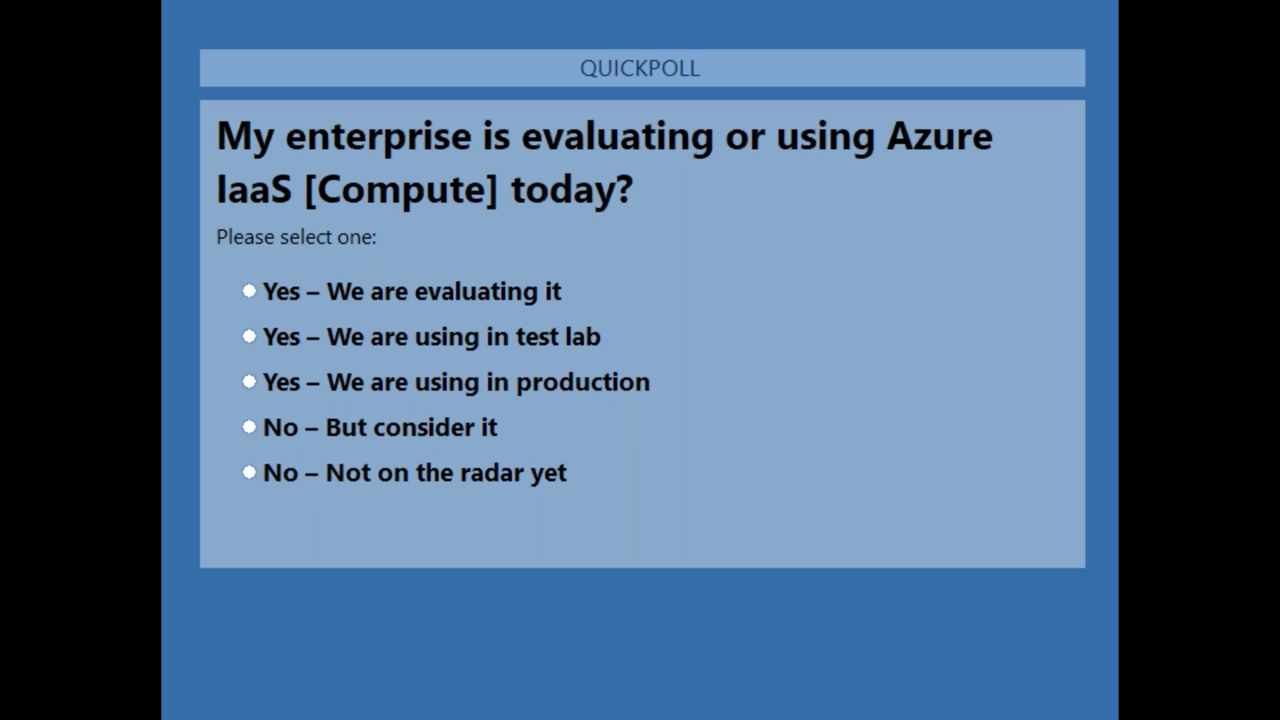 QUICKPOLL
My enterprise is evaluating or using Azure
IaaS [Compute] today?
Please select one:
Yes – We are evaluating it
Yes – We are using in test lab
Yes – We are using in production
No – But consider it
No – Not on the radar yet